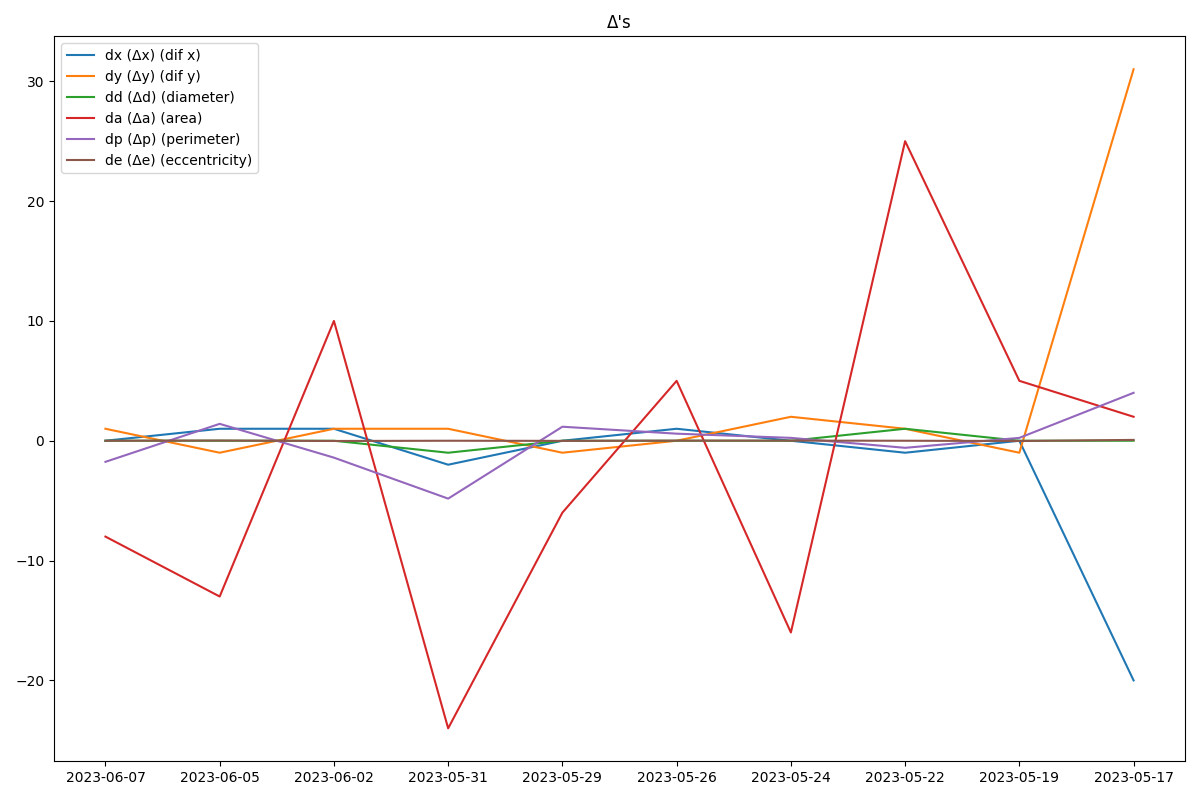 Δ's
dx (Δx) (dif x)
dy (Δy) (dif y)
dd (Δd) (diameter)
da (Δa) (area)
dp (Δp) (perimeter)
de (Δe) (eccentricity)
30
20
10
0
−10
−20
2023-06-07 2023-06-05 2023-06-02 2023-05-31 2023-05-29 2023-05-26 2023-05-24 2023-05-22 2023-05-19 2023-05-17